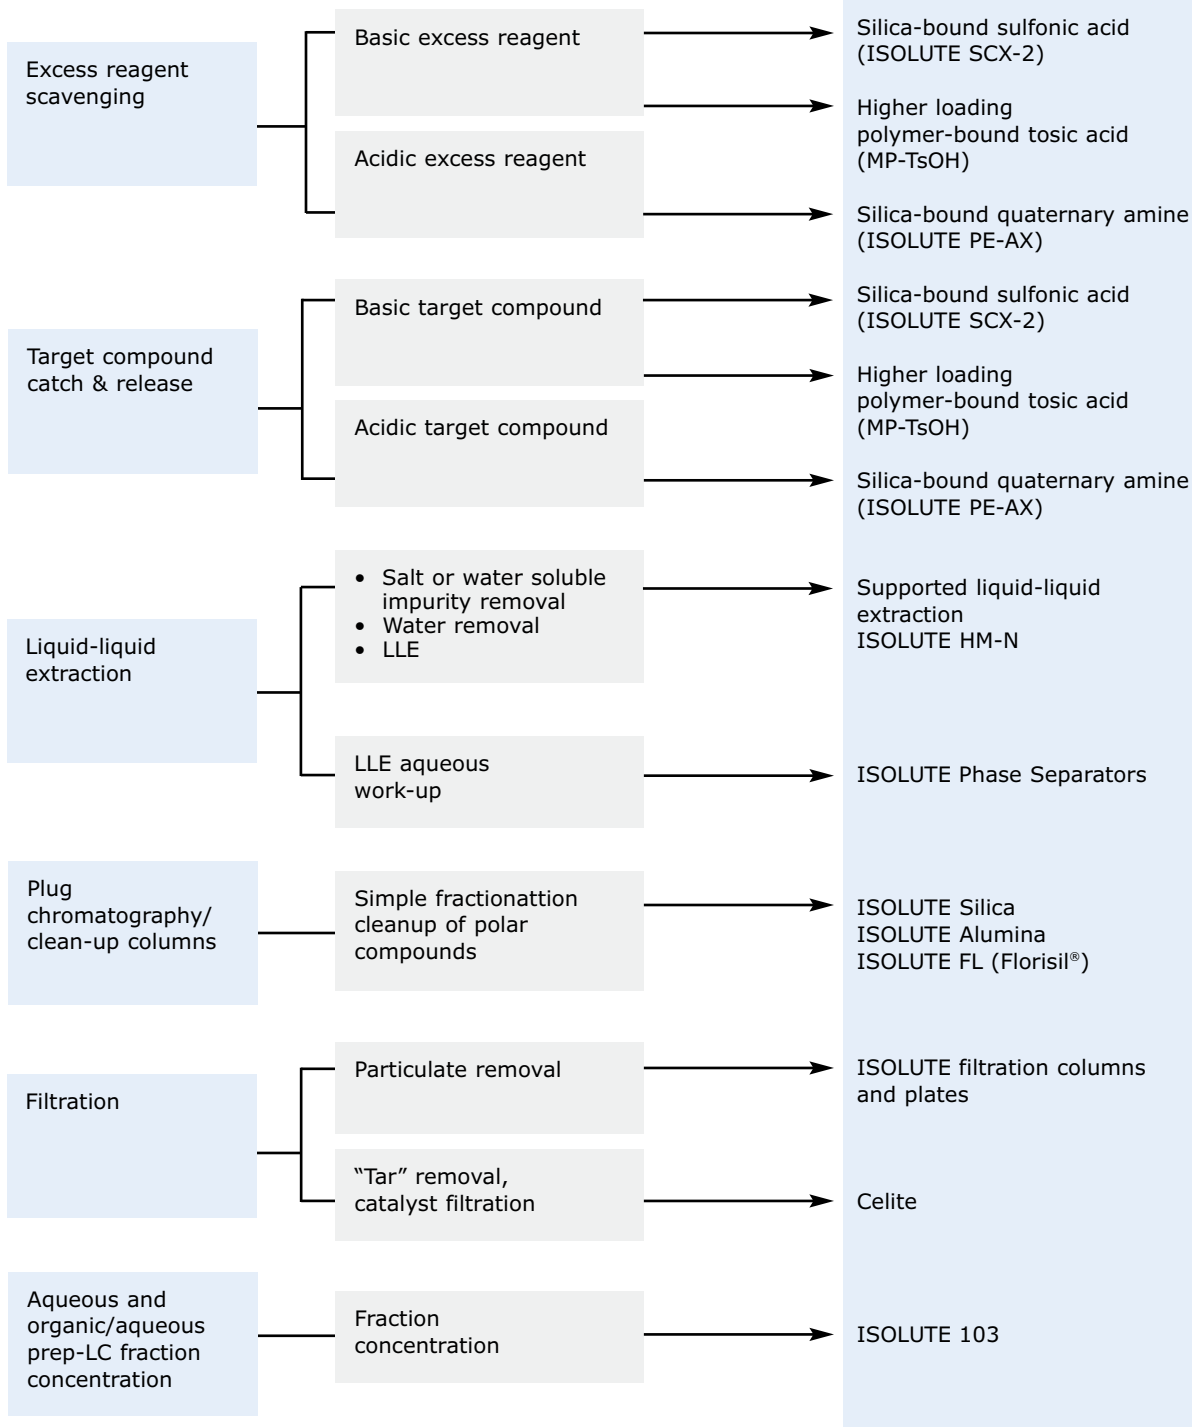 Excess reagent
scavenging
Basic excess reagent
Silica-bound sulfonic acid
(ISOLUTE SCX-2)
Higher loading
polymer-bound tosic acid
(MP-TsOH)
Acidic excess reagent
Silica-bound quaternary amine
(ISOLUTE PE-AX)
Target compound
catch & release
Basic target compound
Silica-bound sulfonic acid
(ISOLUTE SCX-2)
Higher loading
polymer-bound tosic acid
(MP-TsOH)
Acidic target compound
Silica-bound quaternary amine
(ISOLUTE PE-AX)
Liquid-liquid
extraction
• Salt or water soluble
impurity removal
• Water removal
• LLE
Supported liquid-liquid
extraction
ISOLUTE HM-N
LLE aqueous
work-up
ISOLUTE Phase Separators
Plug
chromatography/
clean-up columns
Simple fractionattion
cleanup of polar
compounds
ISOLUTE Silica
ISOLUTE Alumina
ISOLUTE FL (Florisil®)
Filtration
Particulate removal
ISOLUTE filtration columns
and plates
“Tar” removal,
catalyst filtration
Celite
Aqueous and
organic/aqueous
prep-LC fraction
concentration
Fraction
concentration
ISOLUTE 103